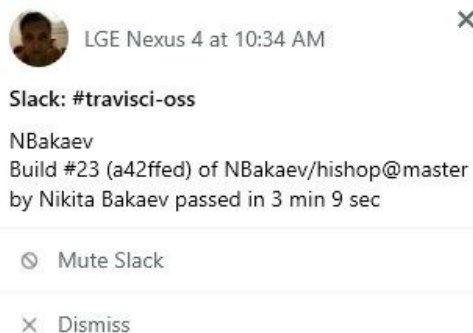 LGE Nexus 4 at 10:34 AM
Slack: #travisci-oss
NBakaev
Build #23 (a42ffed) of NBakaev/hishop@master
by Nikita Bakaev passed in 3 min 9 sec
Mute Slack
Dismiss